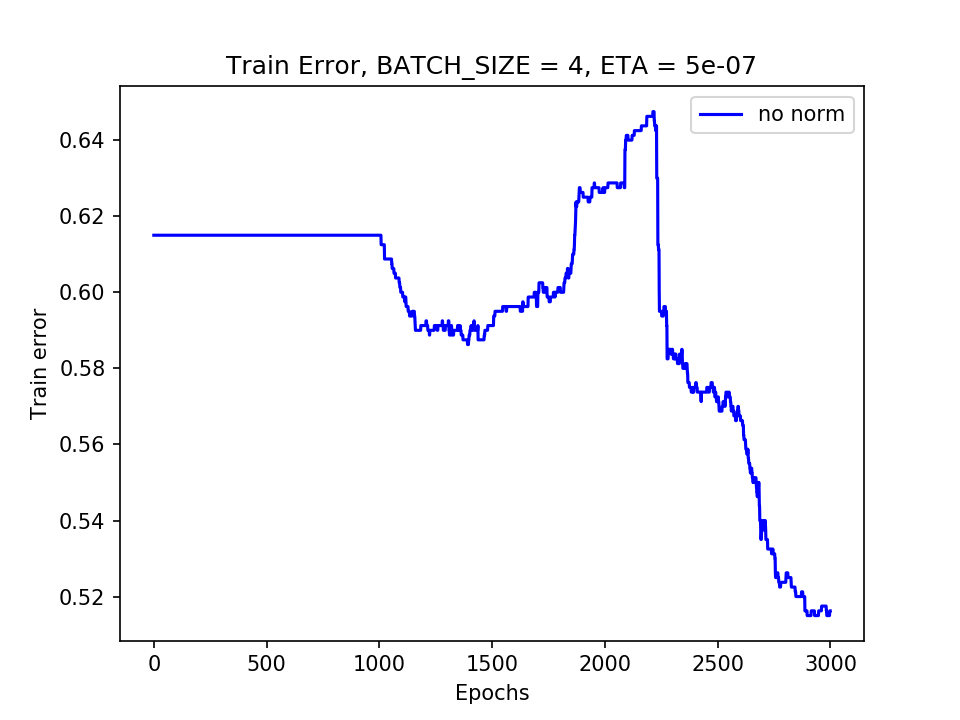 Train Error, BATCH_SIZE = 4, ETA = 5e-07
no norm
Train error
0.64
0.62
0.60
0.58
0.56
0.54
0.52
0 500 1000 1500 2000 2500 3000
Epochs